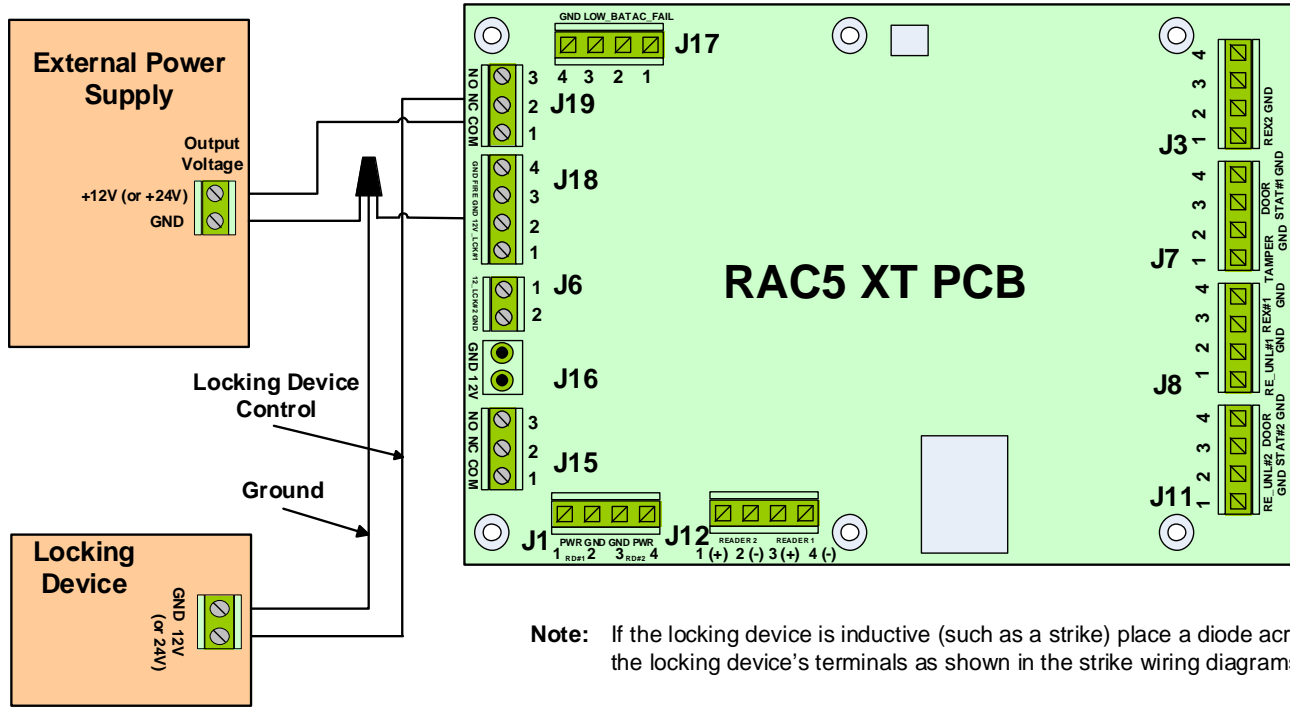 External Power
Supply
Output
Voltage
+12V (or +24V)
GND
Locking Device
Control
Ground
Locking
Device
GND 12V
(or 24V)
RAC5 XT PCB
GND LOW_BATAC_FAIL
J17
4 3 2 1
NO NC COM
3
2
1
J19
GND FIRE GND 12V_LCK#1
4
3
2
1
J18
12_LCK#2 GND
1
2
J6
GND 12V
J16
NO NC COM
3
2
1
J15
J1
PWR GND GND PWR
1 RD#1 2 3 RD#2 4
J12
READER 2 READER 1
1 (+) 2 (-) 3 (+) 4 (-)
4
3
2
1
J3
REX2 GND
4
3
2
1
J7
TAMPER GND DOOR STAT#1 GND
4
3
2
1
J8
RE_UNL#1 GND REX#1 GND
4
3
2
1
J11
RE_UNL#2 GND DOOR STAT#2 GND
Note: If the locking device is inductive (such as a strike) place a diode acr
the locking device's terminals as shown in the strike wiring diagrams